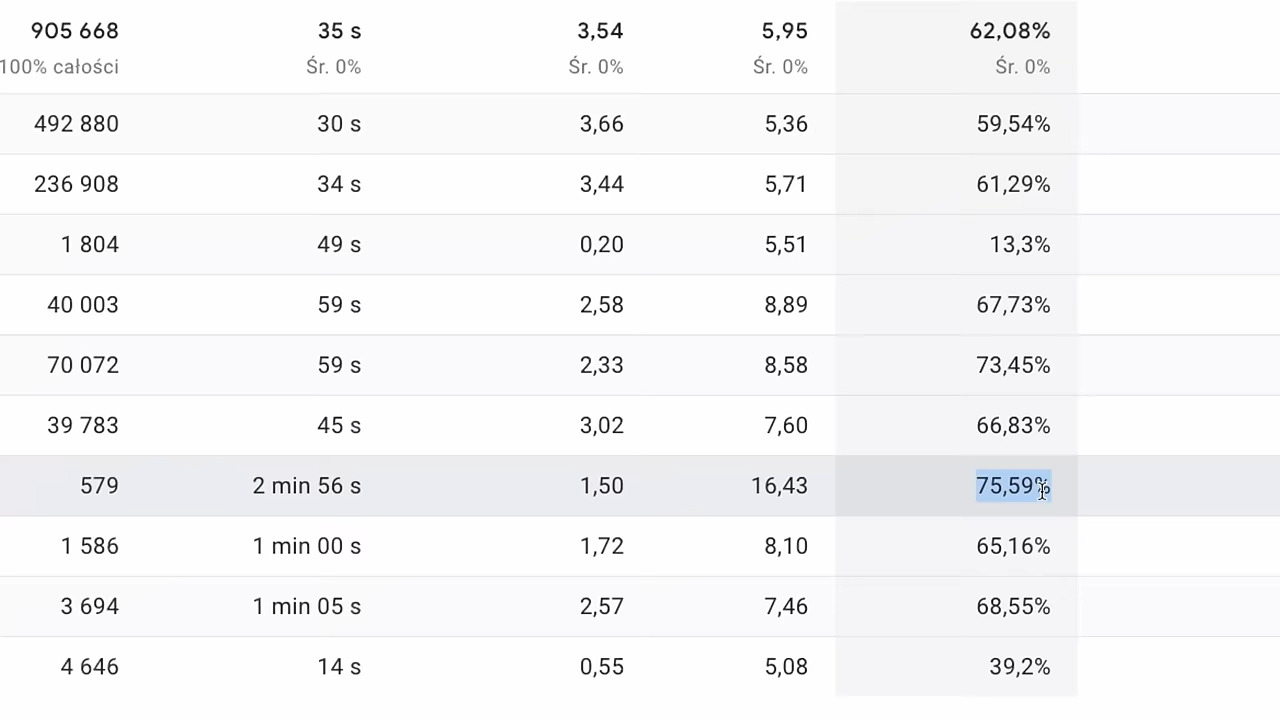 905 668 35 s 3,54 5,95 62,08%
100% całości Śr. 0% Śr. 0% Śr. 0% Śr. 0%
492 880 30 s 3,66 5,36 59,54%
236 908 34 s 3,44 5,71 61,29%
1 804 49 s 0,20 5,51 13,3%
40 003 59 s 2,58 8,89 67,73%
70 072 59 s 2,33 8,58 73,45%
39 783 45 s 3,02 7,60 66,83%
579 2 min 56 s 1,50 16,43 75,59%
1 586 1 min 00 s 1,72 8,10 65,16%
3 694 1 min 05 s 2,57 7,46 68,55%
4 646 14 s 0,55 5,08 39,2%